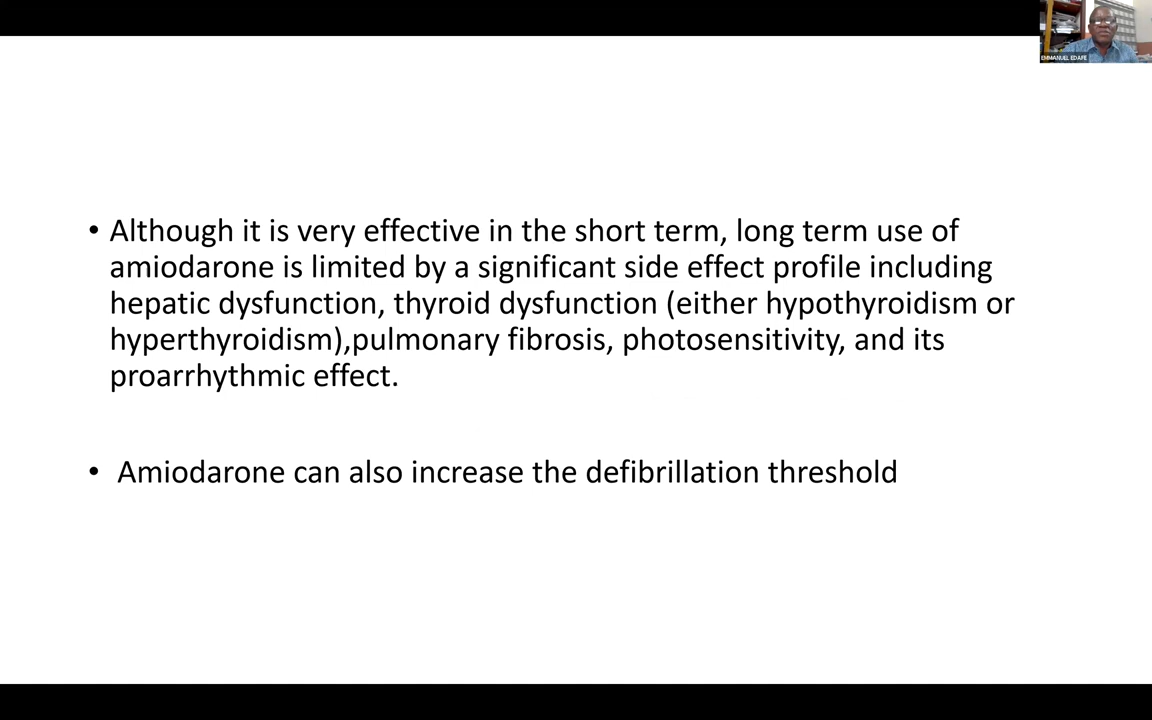 EMMANUEL EDAFE
• Although it is very effective in the short term, long term use of
amiodarone is limited by a significant side effect profile including
hepatic dysfunction, thyroid dysfunction (either hypothyroidism or
hyperthyroidism),pulmonary fibrosis, photosensitivity, and its
proarrhythmic effect.
• Amiodarone can also increase the defibrillation threshold